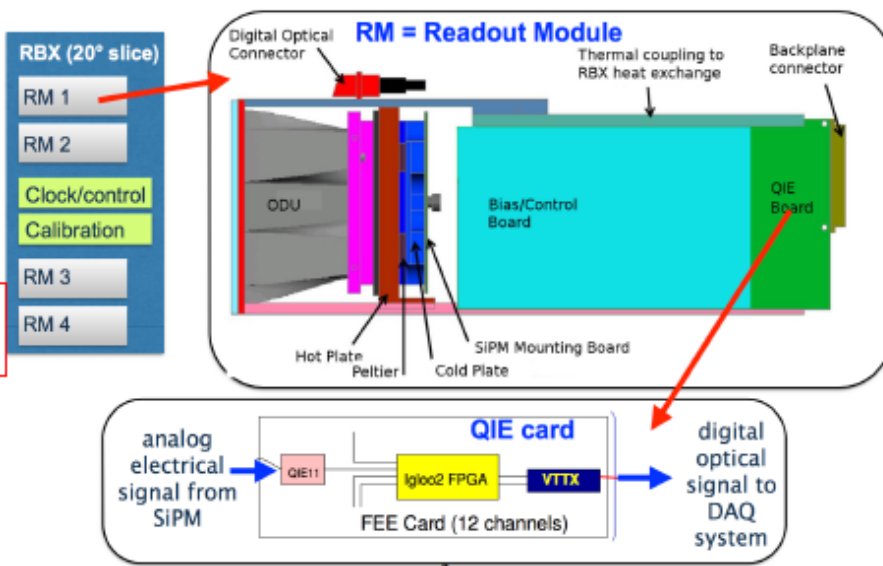 RBX (20° slice)
RM 1
RM 2
Clock/control
Calibration
RM 3
RM 4
RM = Readout Module
Digital Optical
Connector
Thermal coupling to
RBX heat exchange
Backplane
connector
ODU
Bias/Control
Board
QIE
Board
Hot Plate
Peltier
Cold Plate
SiPM Mounting Board
QIE card
analog
electrical
signal from
SiPM
QIE11
Igloo2 FPGA
VTTX
FEE Card (12 channels)
digital
optical
signal to
DAQ
system